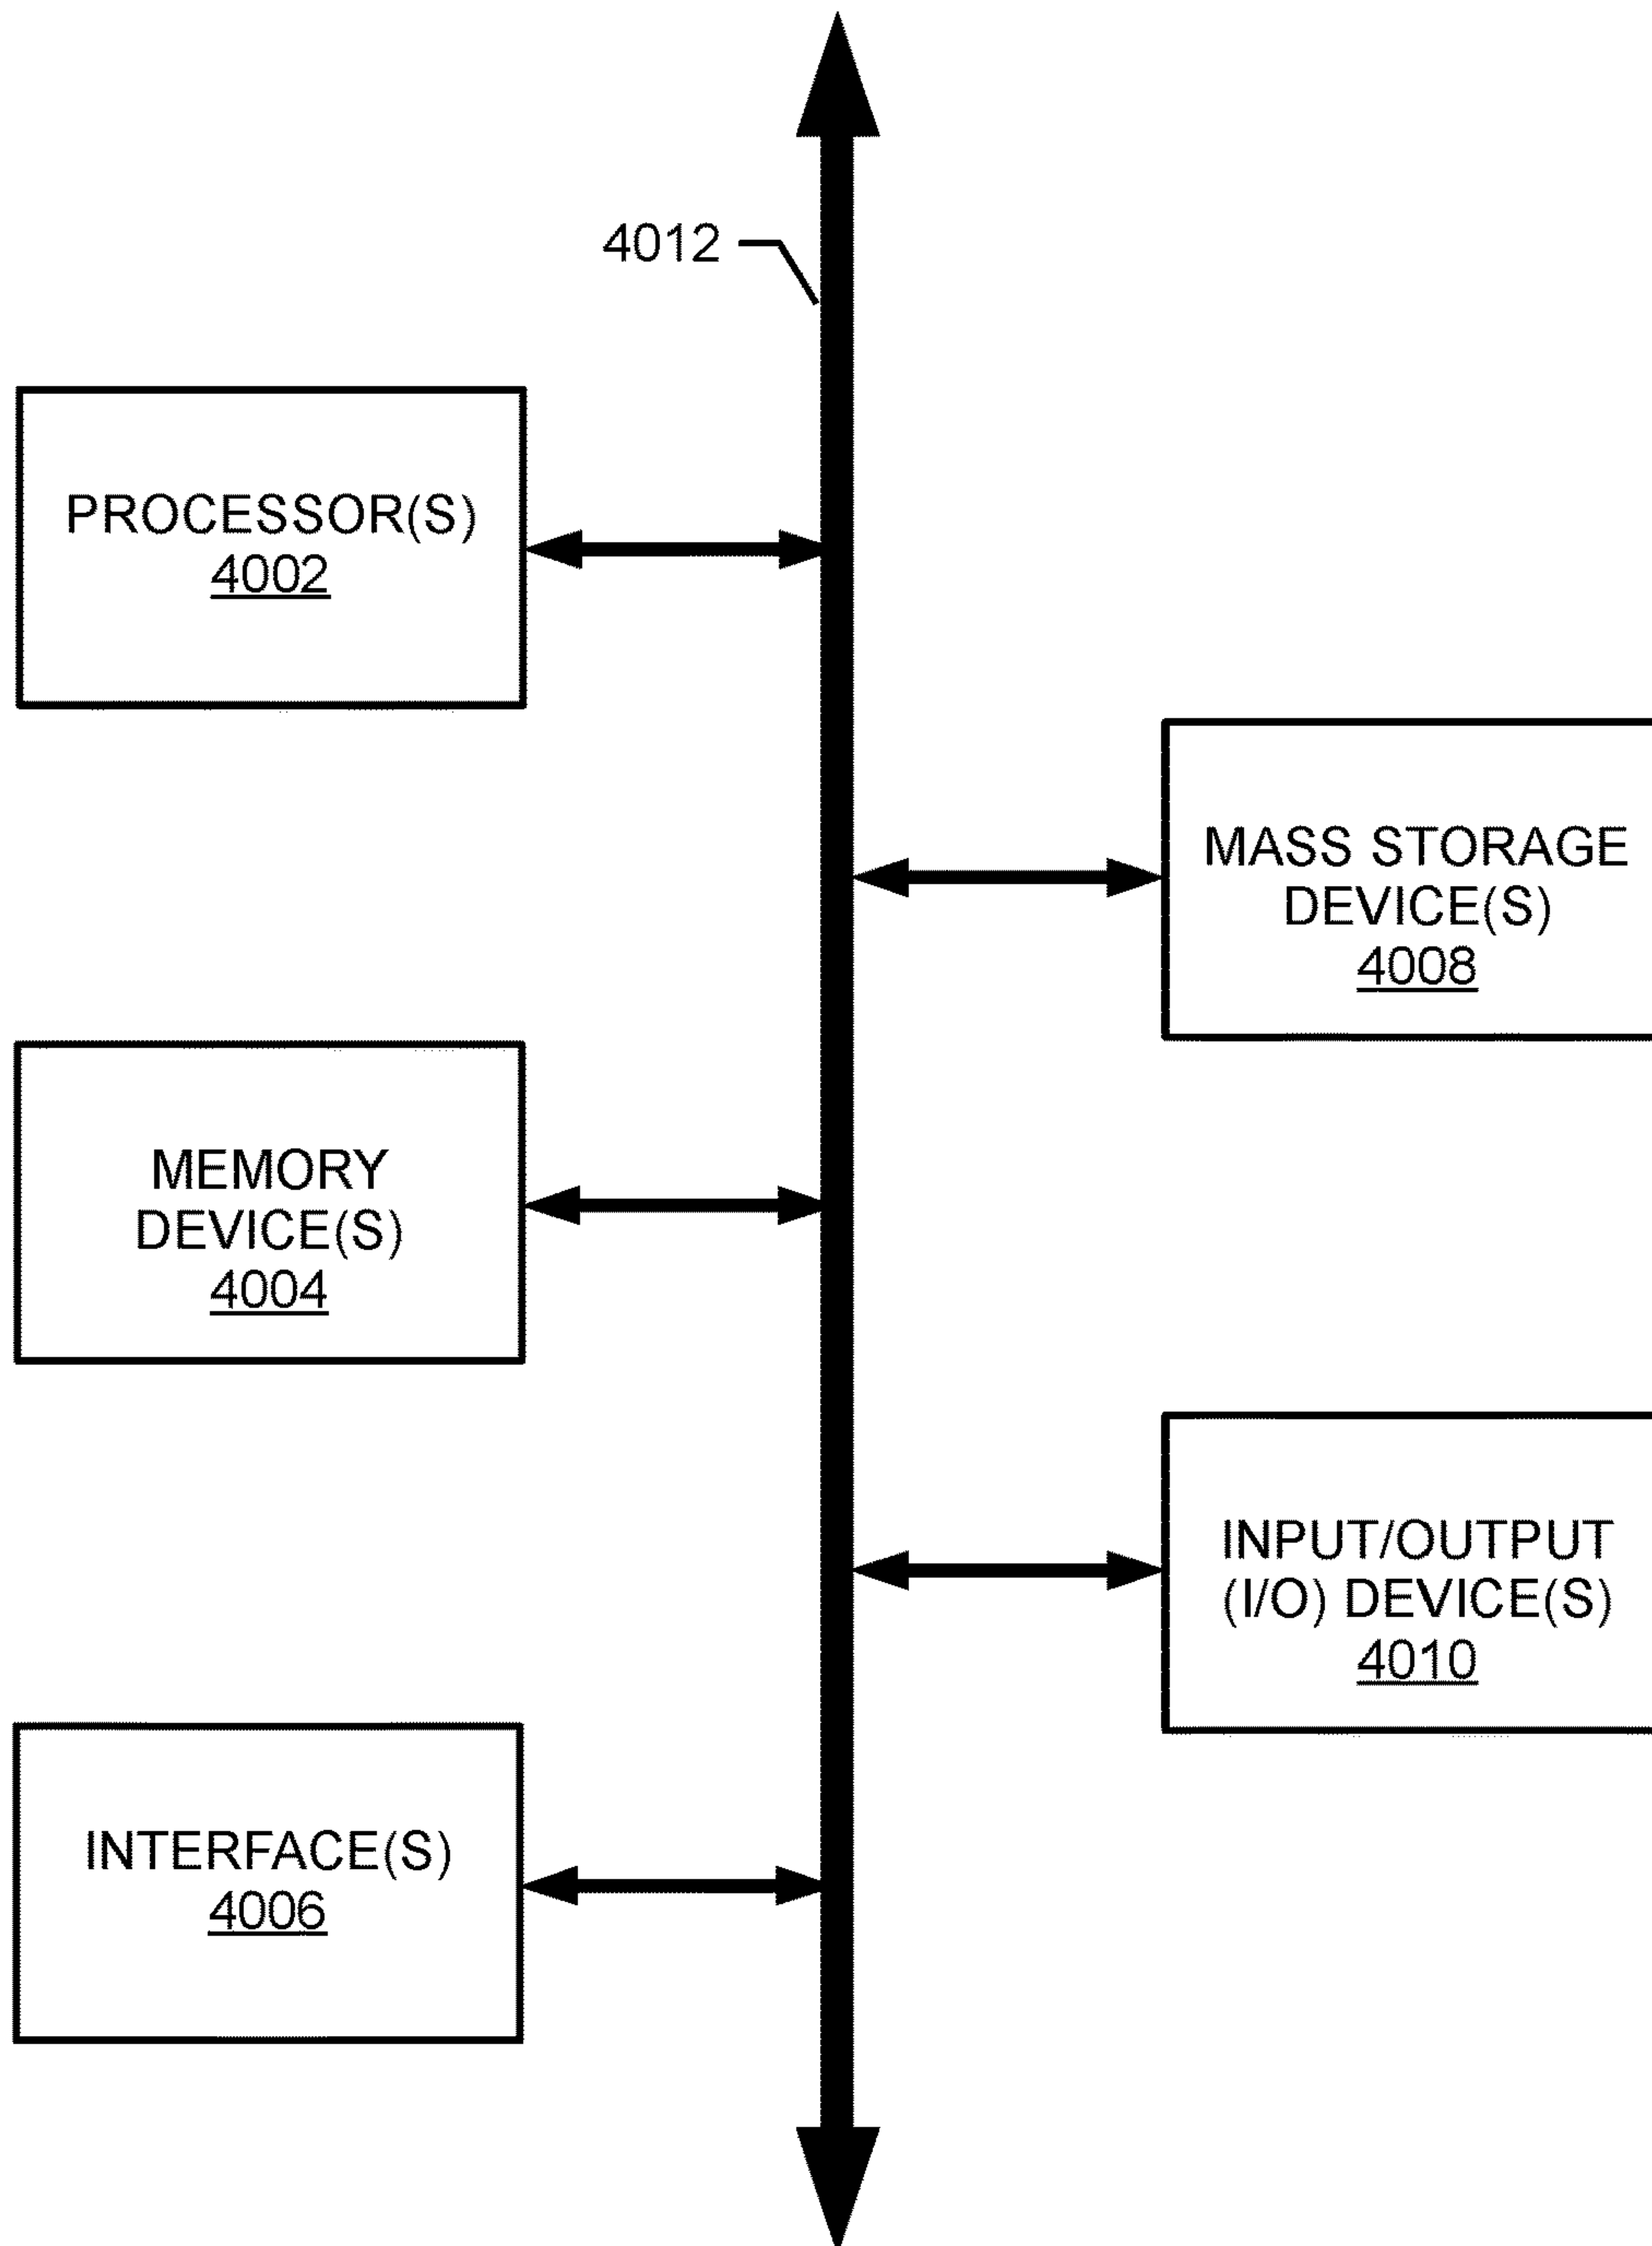 4012
PROCESSOR(S)
4002
MASS STORAGE
DEVICE(S)
4008
MEMORY
DEVICE(S)
4004
INPUT/OUTPUT
(I/O) DEVICE(S)
4010
INTERFACE(S)
4006